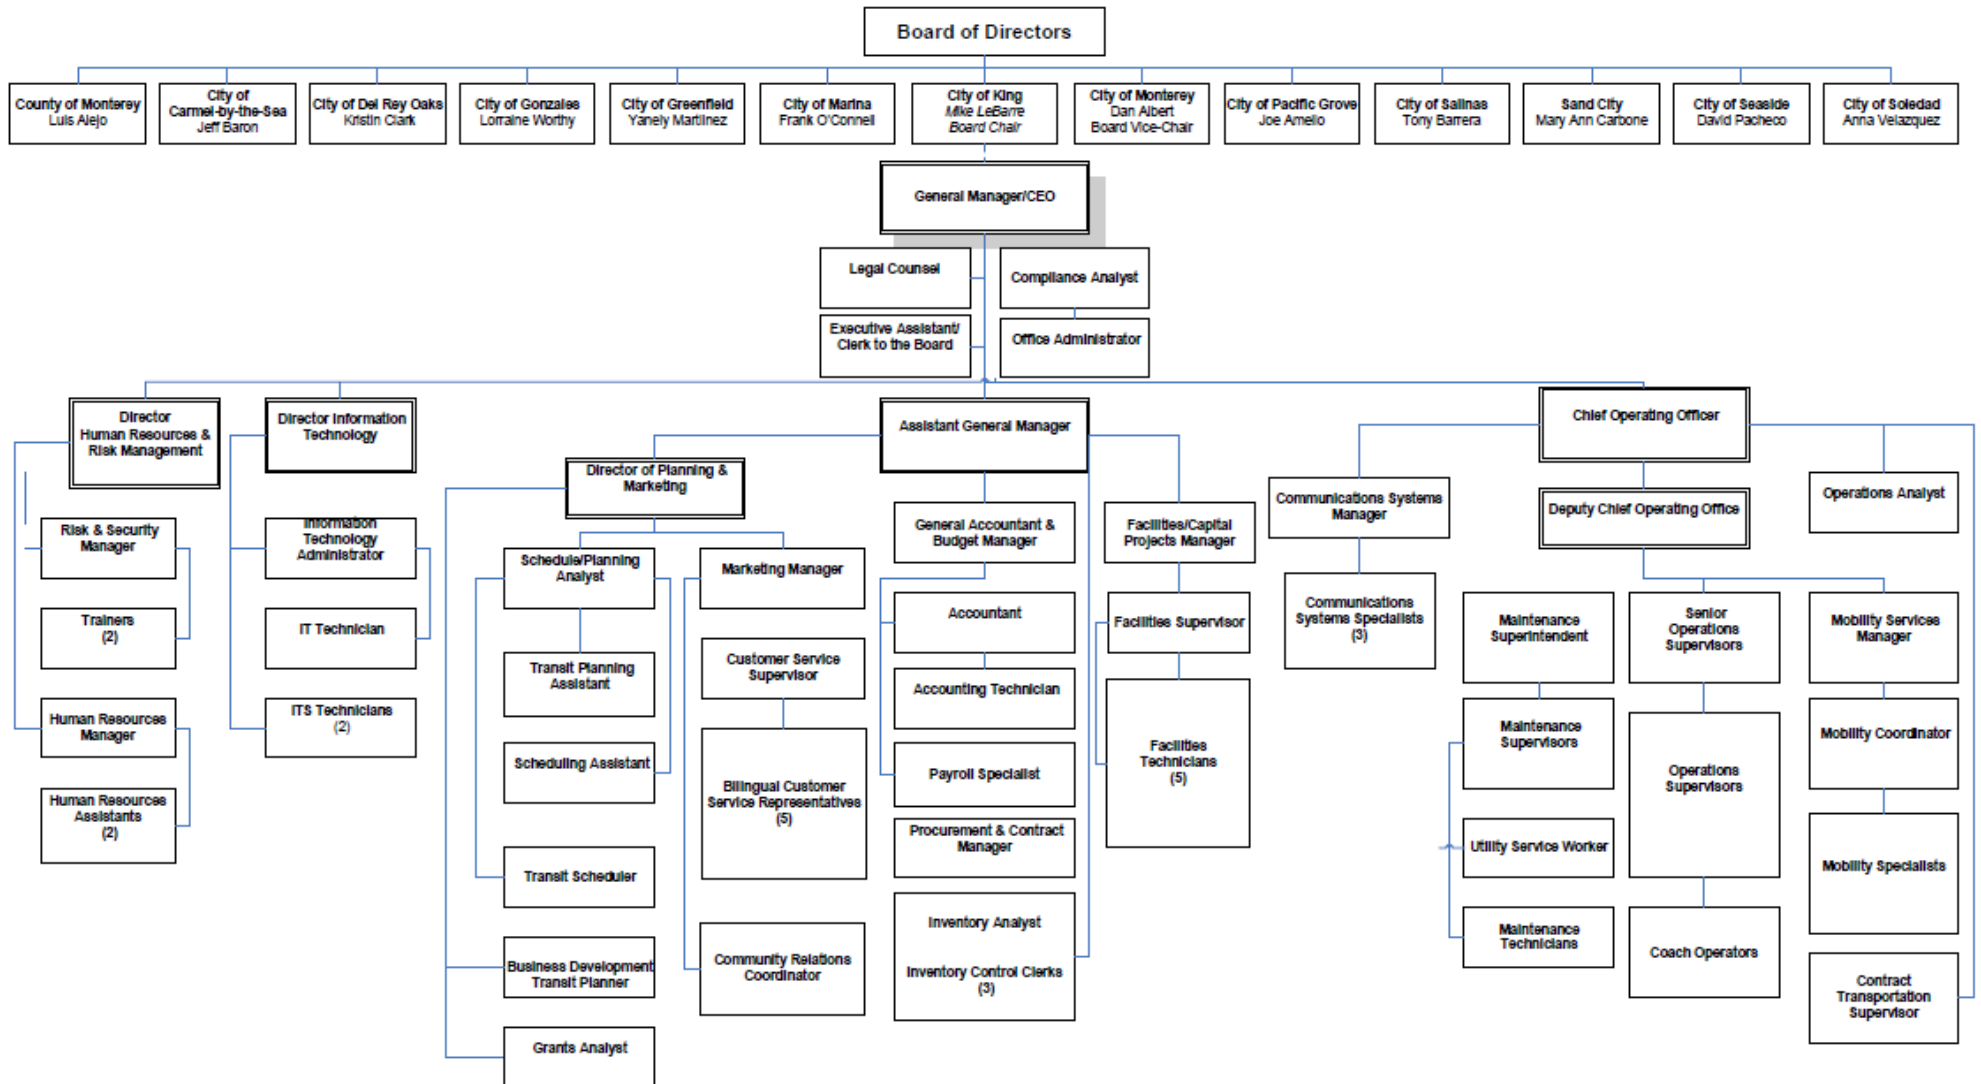 Board of Directors
County of Monterey
Luis Alejo
City of
Carmel-by-the-Sea
Jeff Baron
City of Del Rey Oaks
Kristin Clark
City of Gonzales
Lorraine Worthy
City of Greenfield
Yanely Martinez
City of Marina
Frank O'Connell
City of King
Mike LeBarre
Board Chair
City of Monterey
Dan Albert
Board Vice-Chair
City of Pacific Grove
Joe Amelio
City of Salinas
Tony Barrera
Sand City
Mary Ann Carbone
City of Seaside
David Pacheco
City of Soledad
Anna Velazquez
General Manager/CEO
Legal Counsel
Compliance Analyst
Executive Assistant/
Clerk to the Board
Office Administrator
Director
Human Resources &
Risk Management
Director Information
Technology
Assistant General Manager
Chief Operating Officer
Director of Planning &
Marketing
Communications Systems
Manager
Deputy Chief Operating Office
Operations Analyst
Risk & Security
Manager
Information
Technology
Administrator
General Accountant &
Budget Manager
Facilities/Capital
Projects Manager
Schedule/Planning
Analyst
Marketing Manager
Communications
Systems Specialists
(3)
Trainers
(2)
IT Technician
Accountant
Facilities Supervisor
Maintenance
Superintendent
Senior
Operations
Supervisors
Mobility Services
Manager
Transit Planning
Assistant
Customer Service
Supervisor
Accounting Technician
Human Resources
Manager
ITS Technicians
(2)
Facilities
Technicians
(5)
Maintenance
Supervisors
Operations
Supervisors
Mobility Coordinator
Scheduling Assistant
Bilingual Customer
Service Representatives
(5)
Payroll Specialist
Human Resources
Assistants
(2)
Procurement & Contract
Manager
Utility Service Worker
Mobility Specialists
Transit Scheduler
Inventory Analyst
Inventory Control Clerks
(3)
Maintenance
Technicians
Coach Operators
Business Development
Transit Planner
Community Relations
Coordinator
Contract
Transportation
Supervisor
Grants Analyst